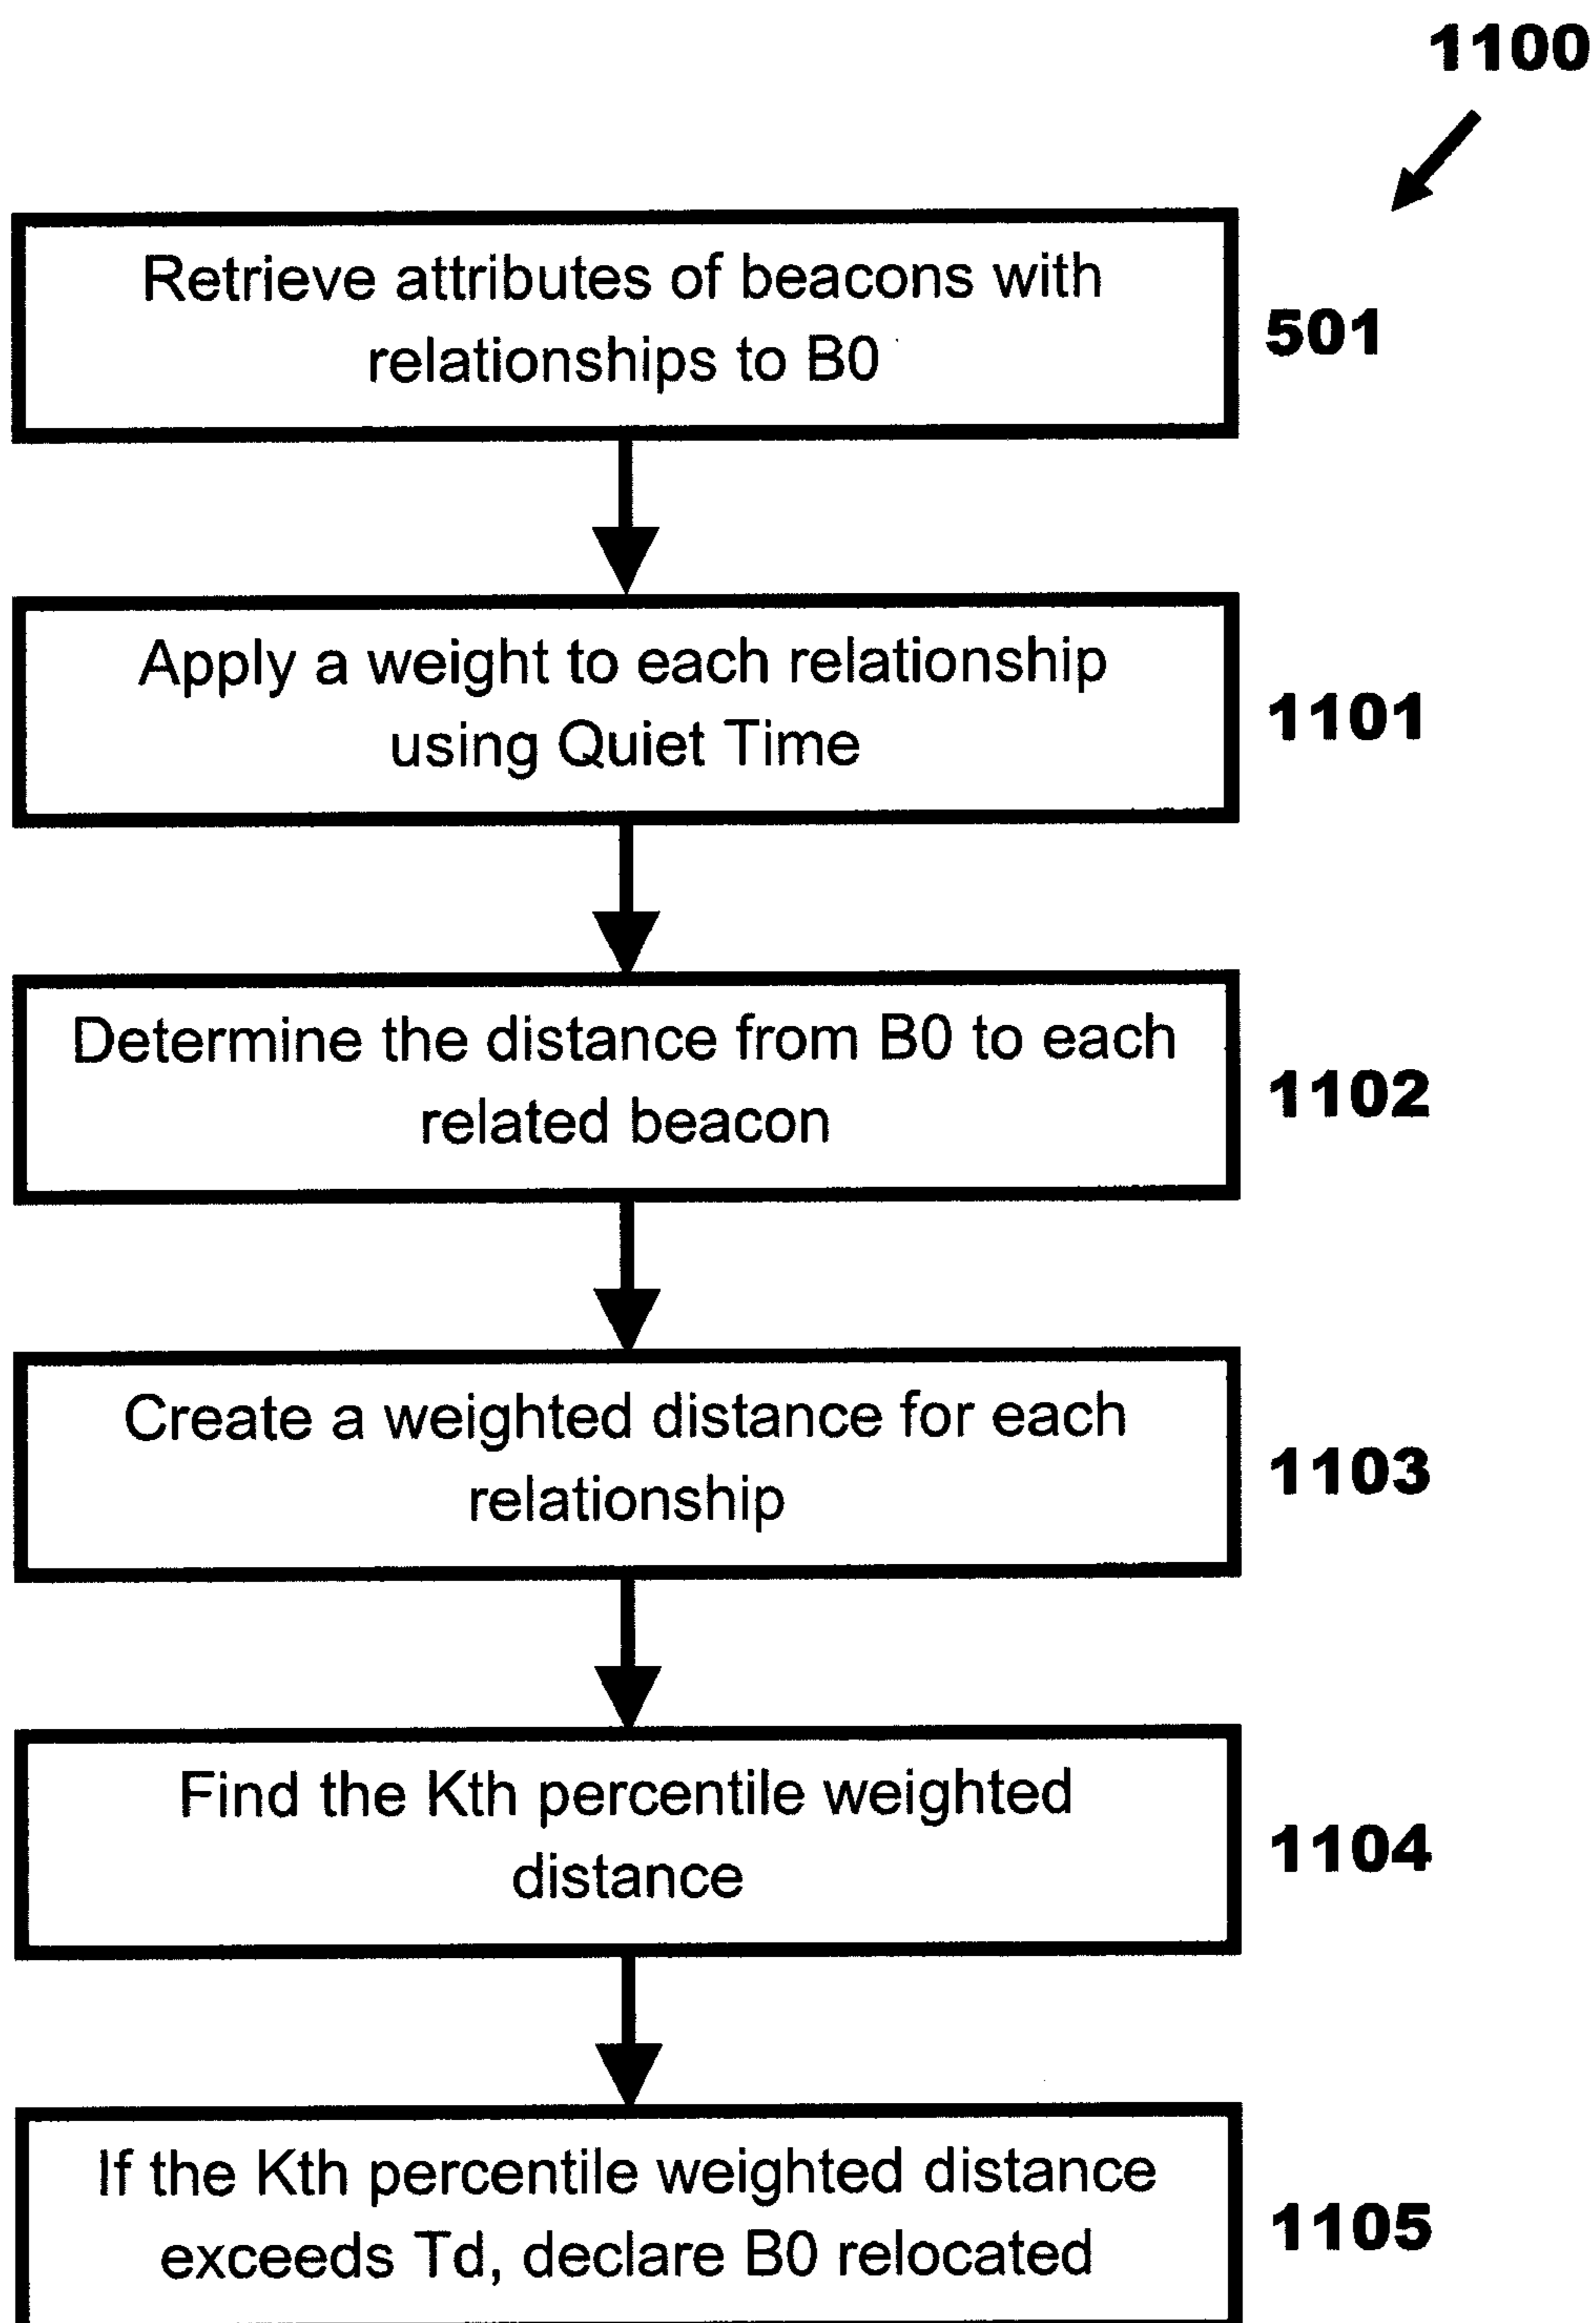 1100
Retrieve attributes of beacons with
relationships to B0
501
Apply a weight to each relationship
using Quiet Time
1101
Determine the distance from B0 to each
related beacon
1102
Create a weighted distance for each
relationship
1103
Find the Kth percentile weighted
distance
1104
If the Kth percentile weighted distance
exceeds Td, declare B0 relocated
1105